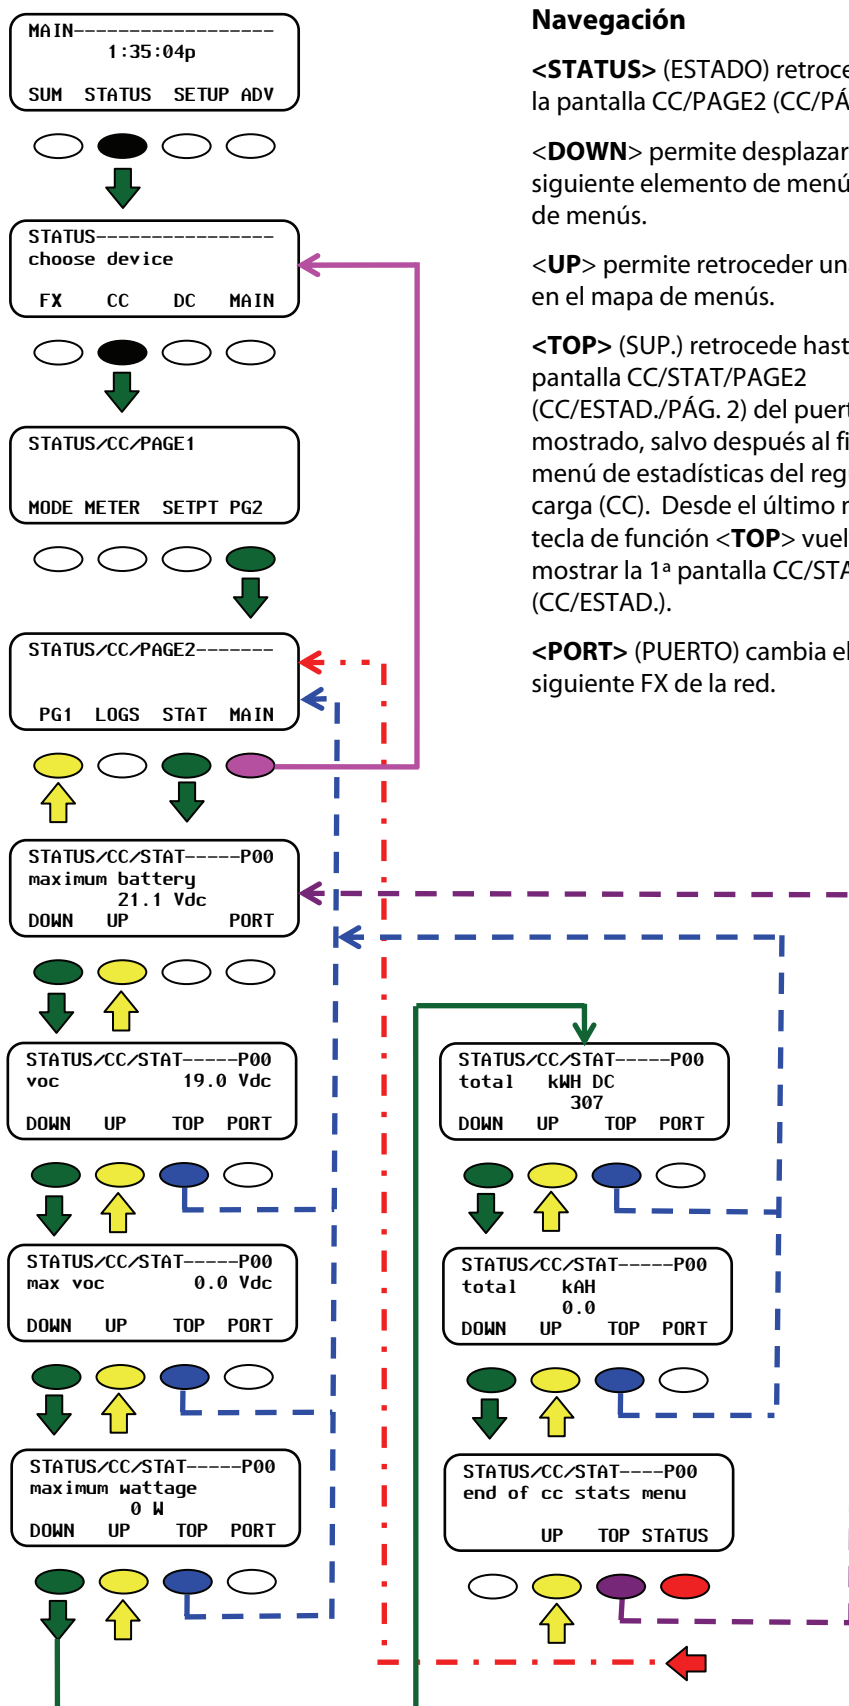 MAIN------------------
1:35:04p
SUM STATUS SETUP ADV
STATUS----------------
choose device
FX CC DC MAIN
STATUS/CC/PAGE1
MODE METER SETPT PG2
STATUS/CC/PAGE2-------
PG1 LOGS STAT MAIN
STATUS/CC/STAT-----P00
maximum battery
21.1 Vdc
DOWN UP PORT
STATUS/CC/STAT-----P00
voc 19.0 Vdc
DOWN UP TOP PORT
STATUS/CC/STAT-----P00
max voc 0.0 Vdc
DOWN UP TOP PORT
STATUS/CC/STAT-----P00
maximum wattage
0 W
DOWN UP TOP PORT
Navegación
<STATUS> (ESTADO) retroce
la pantalla CC/PAGE2 (CC/PÁ
<DOWN> permite desplazar
siguiente elemento de menú
de menús.
<UP> permite retroceder una
en el mapa de menús.
<TOP> (SUP.) retrocede hast
pantalla CC/STAT/PAGE2
(CC/ESTAD./PÁG. 2) del puert
mostrado, salvo después al fi
menú de estadísticas del reg
carga (CC). Desde el último
tecla de función <TOP> vuel
mostrar la 1ª pantalla CC/STA
(CC/ESTAD.).
<PORT> (PUERTO) cambia el
siguiente FX de la red.
STATUS/CC/STAT-----P00
total kWH DC
307
DOWN UP TOP PORT
STATUS/CC/STAT-----P00
total kAH
0.0
DOWN UP TOP PORT
STATUS/CC/STAT----P00
end of cc stats menu
UP TOP STATUS